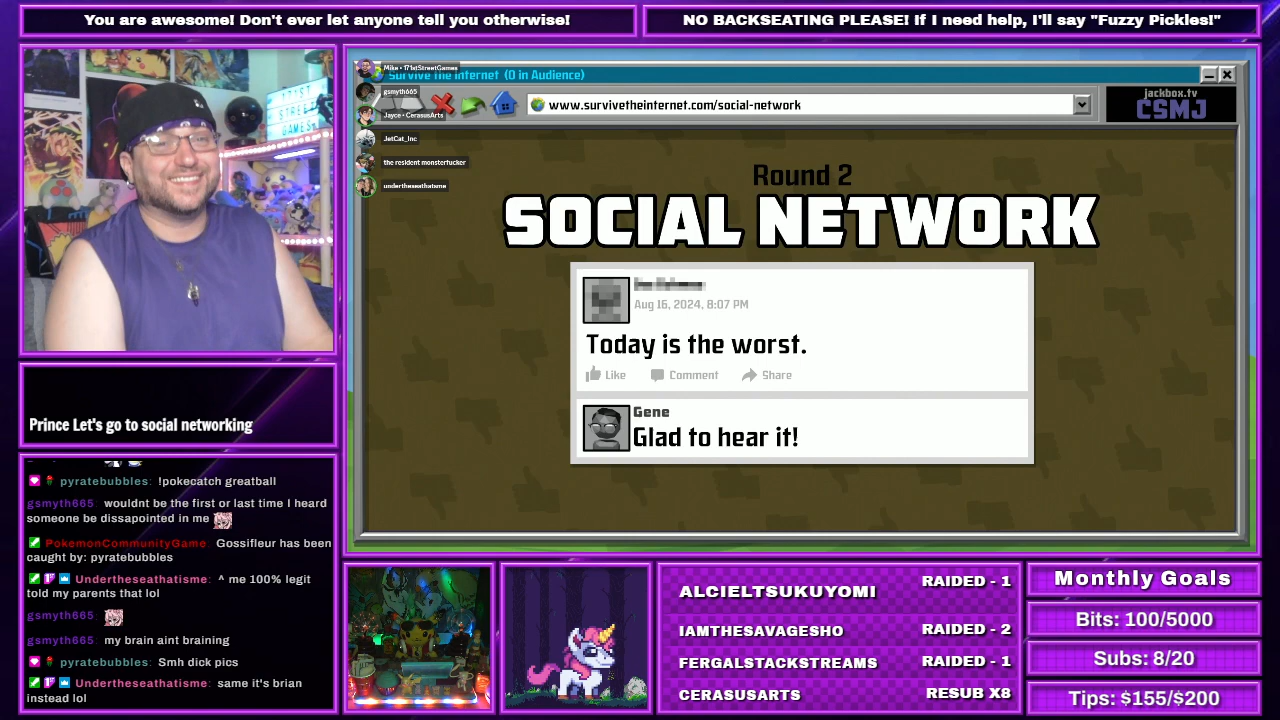 You are awesome! Don't ever let anyone tell you otherwise!
NO BACKSEATING PLEASE! If I need help, I'll say "Fuzzy Pickles!"
171ST
STREET
GAMES
Mike • 171stStreetGames
Survive the Internet (0 in Audience)
gsmyth665
Jayce • CerasusArts
www.survivetheinternet.com/social-network
jackbox.tv
CSMJ
JetCat_Inc
the resident monsterfucker
undertheseathatsme
Round 2
SOCIAL NETWORK
Aug 16, 2024, 8:07 PM
Today is the worst.
Like
Comment
Share
Gene
Glad to hear it!
Prince Let's go to social networking
pyratebubbles: !pokecatch greatball
gsmyth665: wouldnt be the first or last time I heard
someone be dissapointed in me
PokemonCommunityGame: Gossifleur has been
caught by: pyratebubbles
Undertheseathatisme: ^ me 100% legit
told my parents that lol
gsmyth665:
gsmyth665: my brain aint braining
pyratebubbles: Smh dick pics
Undertheseathatisme: same it's brian
instead lol
ALCIELTSUKUYOMI RAIDED - 1
IAMTHESAVAGESHO RAIDED - 2
FERGALSTACKSTREAMS RAIDED - 1
CERASUSARTS RESUB X8
Monthly Goals
Bits: 100/5000
Subs: 8/20
Tips: $155/$200